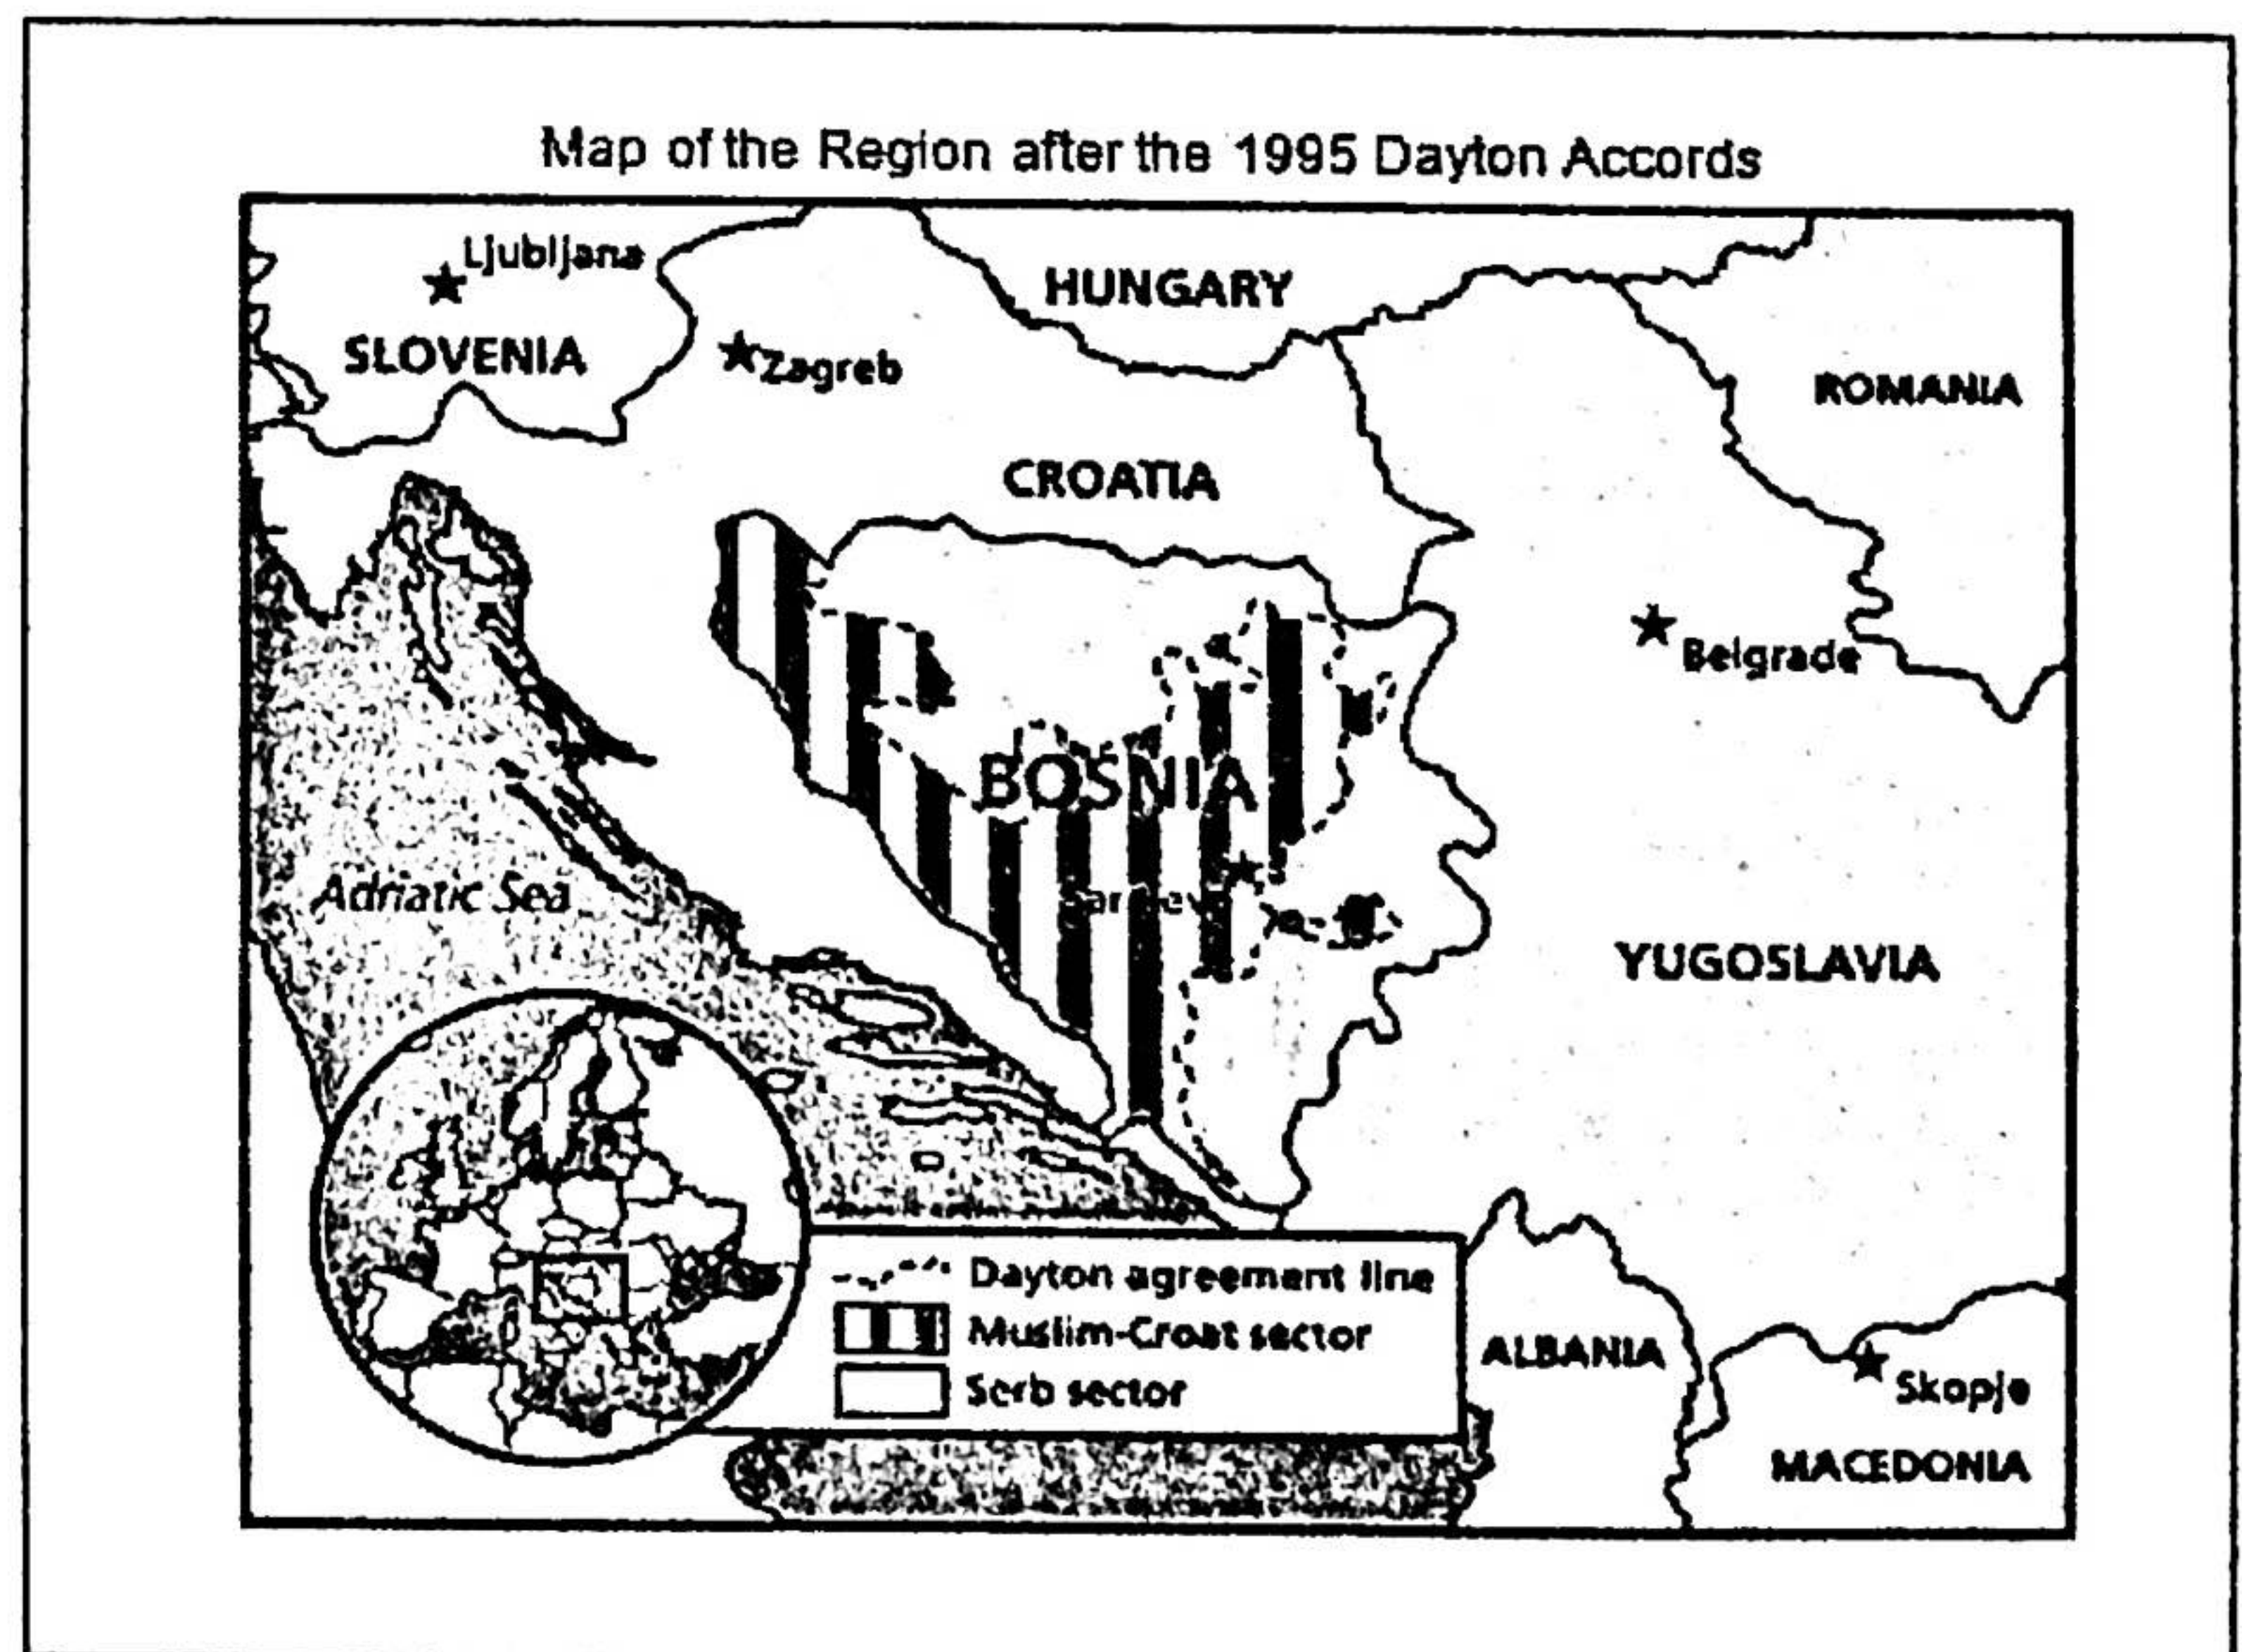 Map of the Region after the 1995 Dayton Accords
Ljubljana
HUNGARY
SLOVENIA
Zagreb
ROMANIA
CROATIA
Belgrade
BOSNIA
Adriatic Sea
Sarajevo
YUGOSLAVIA
Dayton agreement line
Muslim-Croat sector
ALBANIA
Serb sector
Skopje
MACEDONIA